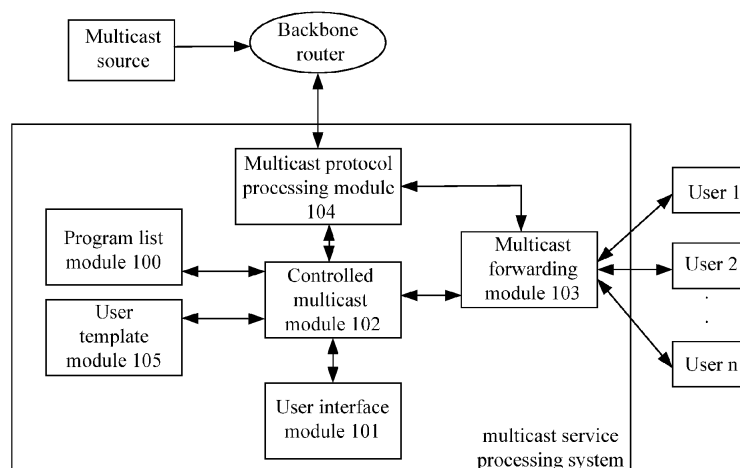 Multicast
source
Backbone
router
Multicast protocol
processing module
104
Program list
module 100
Controlled
multicast
module 102
Multicast
forwarding
module 103
User
template
module 105
User interface
module 101
User 1
User 2
.
.
User n
multicast service
processing system